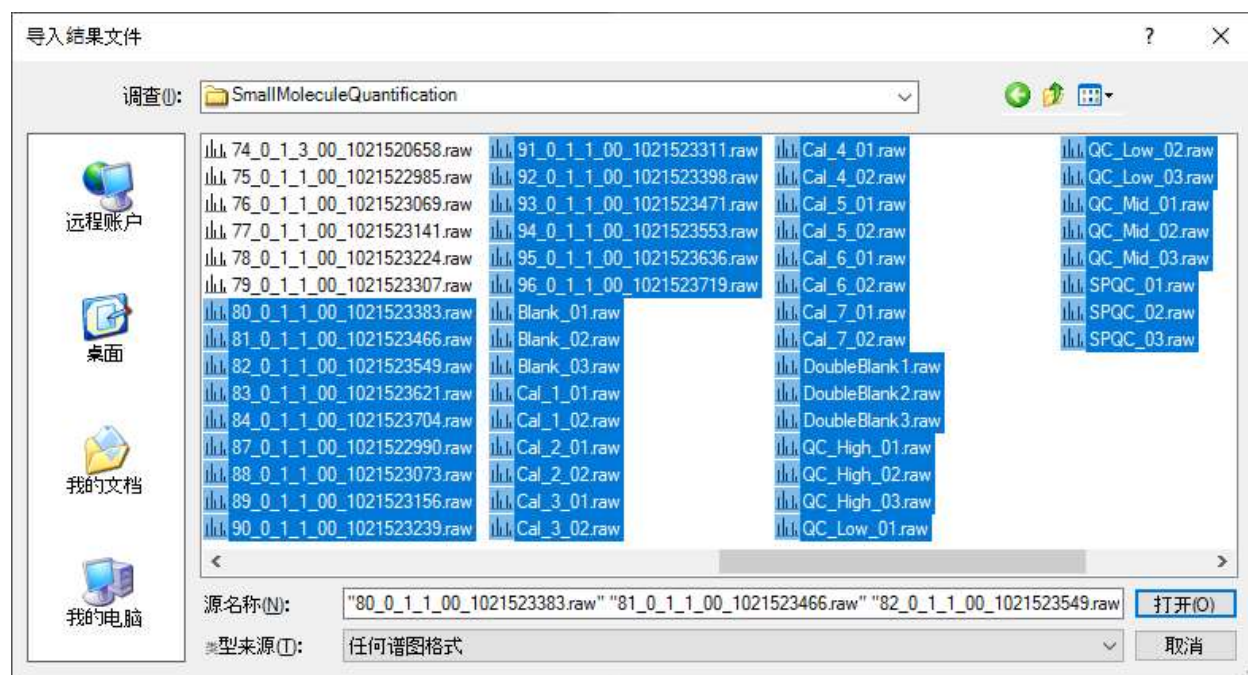 导入结果文件
?
调查(I):
SmallMoleculeQuantification
远程账户
桌面
我的文档
我的电脑
74_0_1_3_00_1021520658.raw
75_0_1_1_00_1021522985.raw
76_0_1_1_00_1021523069.raw
77_0_1_1_00_1021523141.raw
78_0_1_1_00_1021523224.raw
79_0_1_1_00_1021523307.raw
80_0_1_1_00_1021523383.raw
81_0_1_1_00_1021523466.raw
82_0_1_1_00_1021523549.raw
83_0_1_1_00_1021523621.raw
84_0_1_1_00_1021523704.raw
87_0_1_1_00_1021522990.raw
88_0_1_1_00_1021523073.raw
89_0_1_1_00_1021523156.raw
90_0_1_1_00_1021523239.raw
91_0_1_1_00_1021523311.raw
92_0_1_1_00_1021523398.raw
93_0_1_1_00_1021523471.raw
94_0_1_1_00_1021523553.raw
95_0_1_1_00_1021523636.raw
96_0_1_1_00_1021523719.raw
Blank_01.raw
Blank_02.raw
Blank_03.raw
Cal_1_01.raw
Cal_1_02.raw
Cal_2_01.raw
Cal_2_02.raw
Cal_3_01.raw
Cal_3_02.raw
Cal_4_01.raw
Cal_4_02.raw
Cal_5_01.raw
Cal_5_02.raw
Cal_6_01.raw
Cal_6_02.raw
Cal_7_01.raw
Cal_7_02.raw
DoubleBlank1.raw
DoubleBlank2.raw
DoubleBlank3.raw
QC_High_01.raw
QC_High_02.raw
QC_High_03.raw
QC_Low_01.raw
QC_Low_02.raw
QC_Low_03.raw
QC_Mid_01.raw
QC_Mid_02.raw
QC_Mid_03.raw
SPQC_01.raw
SPQC_02.raw
SPQC_03.raw
源名称(N):
"80_0_1_1_00_1021523383.raw" "81_0_1_1_00_1021523466.raw" "82_0_1_1_00_1021523549.raw
打开(O)
类型来源(T):
任何谱图格式
取消